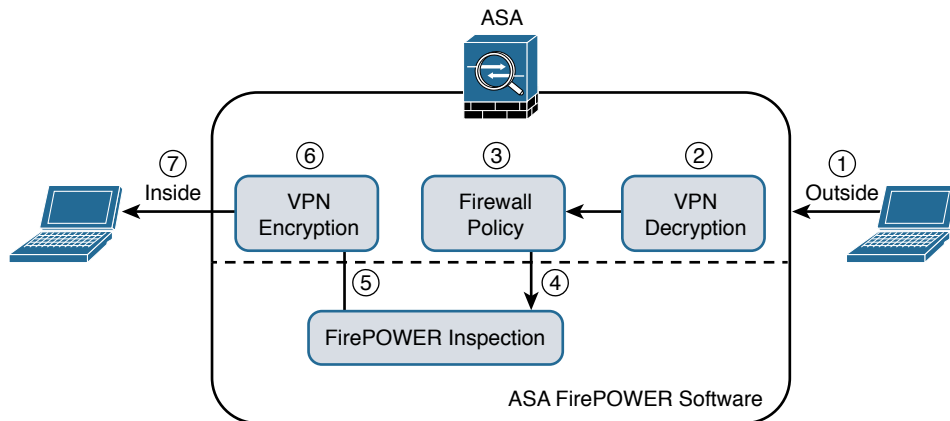 ASA
⑦
Inside
⑥
VPN
Encryption
③
Firewall
Policy
②
VPN
Decryption
①
Outside
⑤
④
FirePOWER Inspection
ASA FirePOWER Software